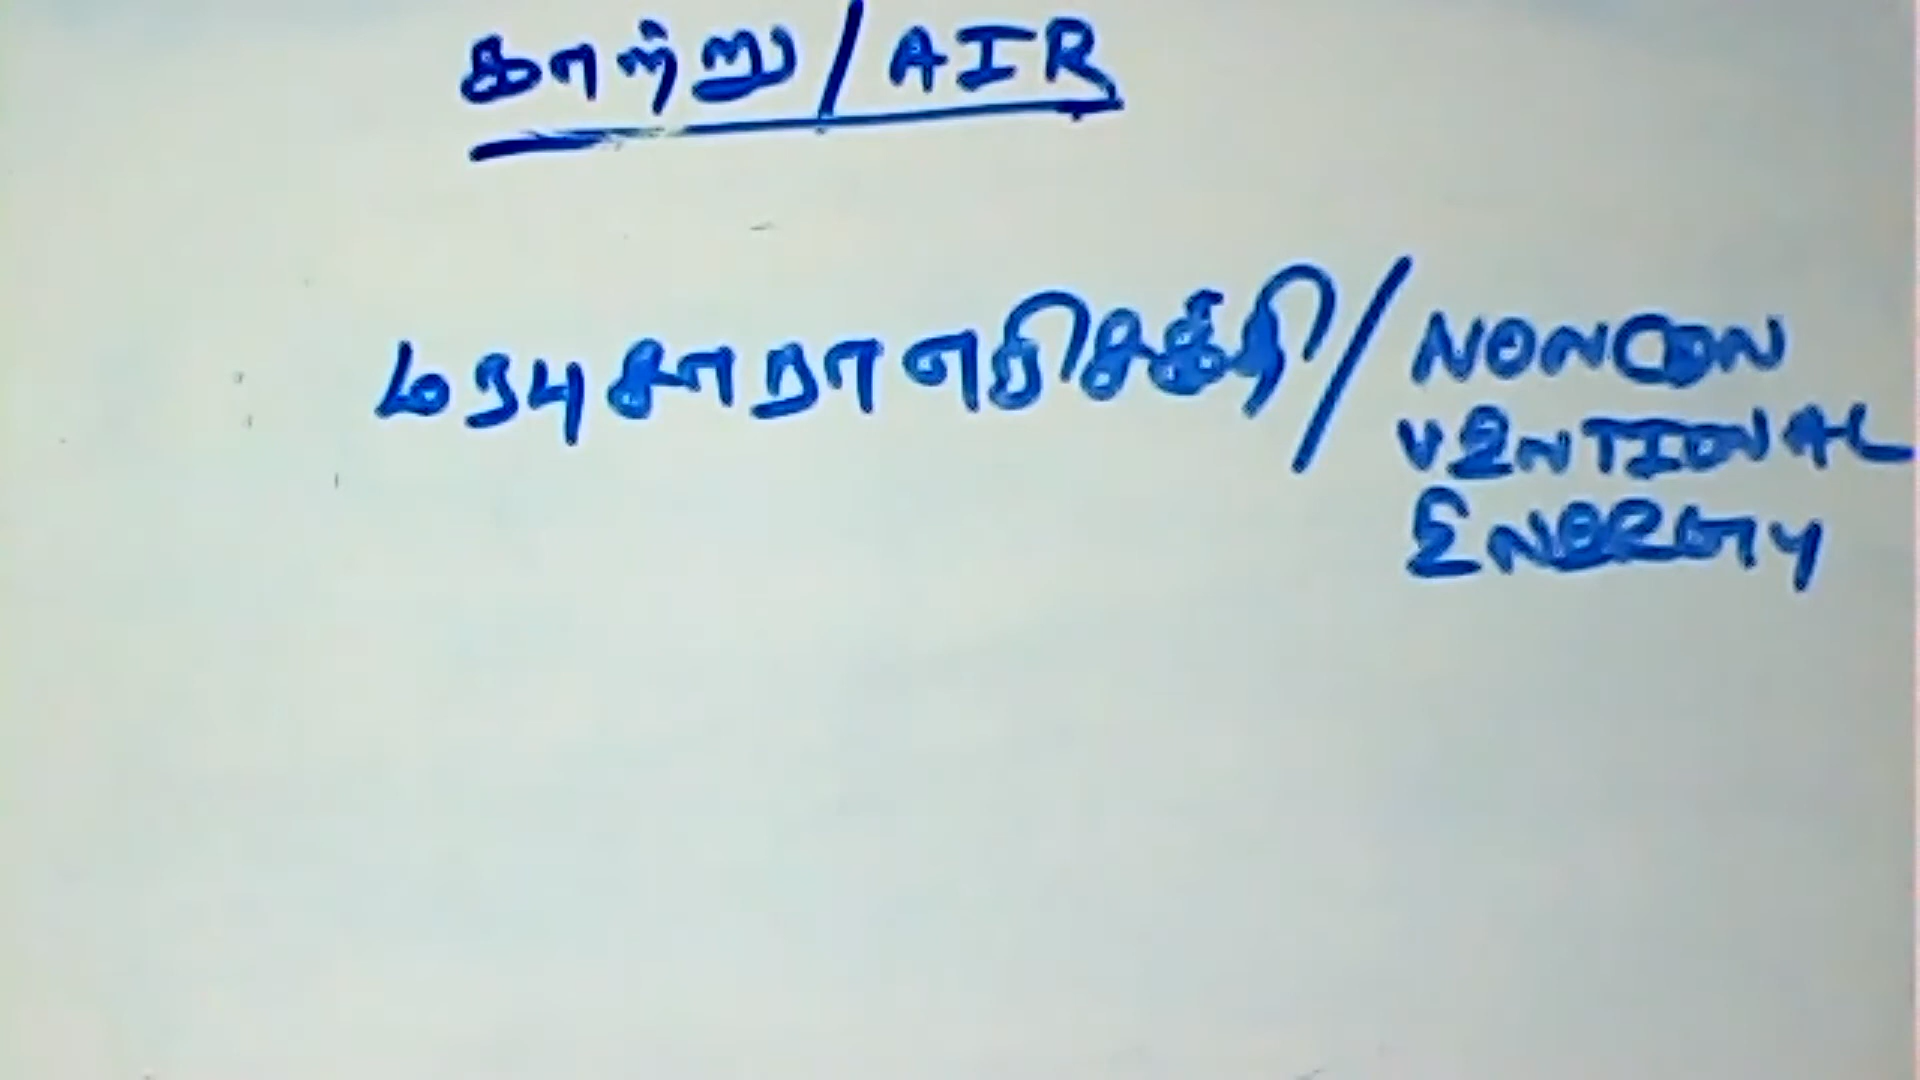 காற்று / AIR
மரபுசாரா எரிசக்தி / NONCON
VENTIONAL
ENERGY